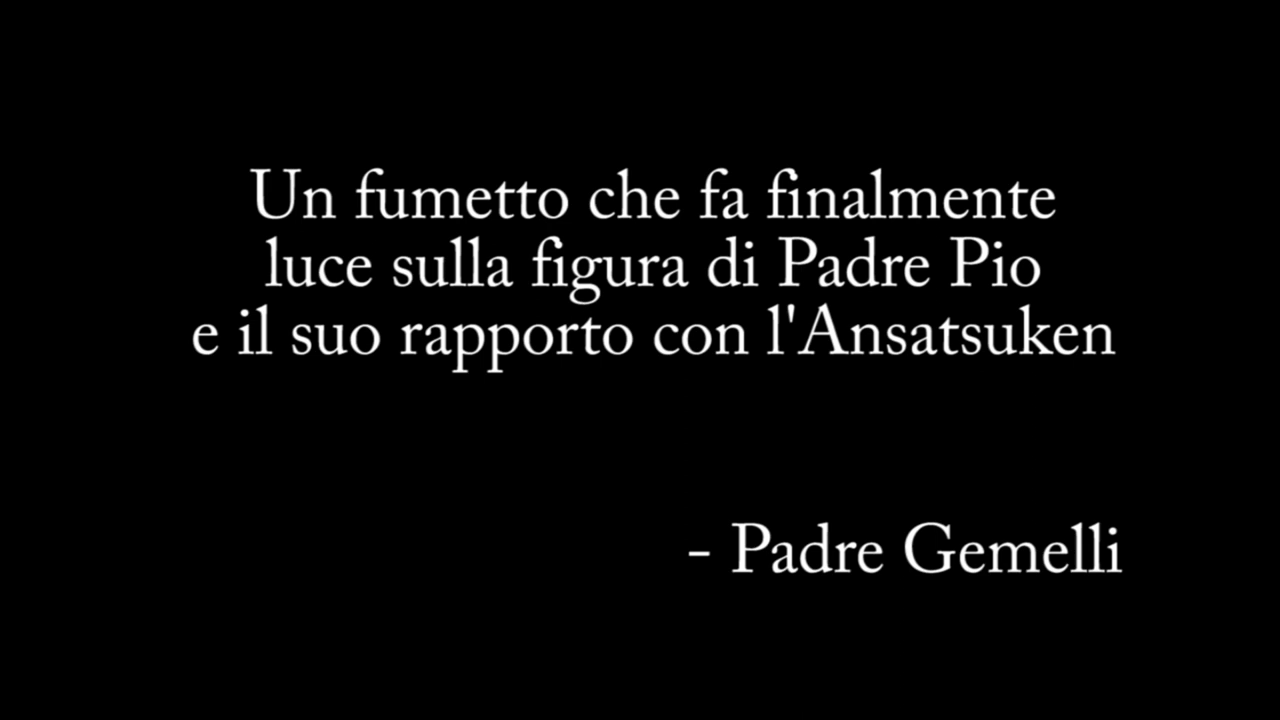 Un fumetto che fa finalmente
luce sulla figura di Padre Pio
e il suo rapporto con l'Ansatsuken
- Padre Gemelli